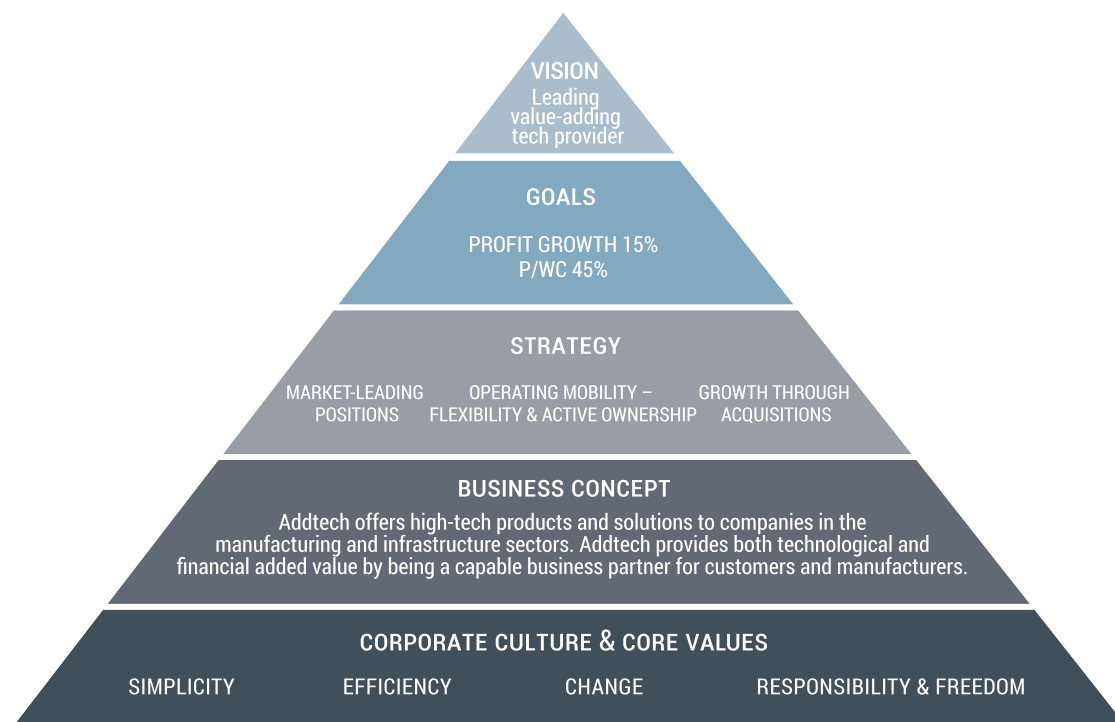 VISION
Leading
value-adding
tech provider
GOALS
PROFIT GROWTH 15%
P/WC 45%
STRATEGY
MARKET-LEADING
POSITIONS
OPERATING MOBILITY –
FLEXIBILITY & ACTIVE OWNERSHIP
GROWTH THROUGH
ACQUISITIONS
BUSINESS CONCEPT
Addtech offers high-tech products and solutions to companies in the
manufacturing and infrastructure sectors. Addtech provides both technological and
financial added value by being a capable business partner for customers and manufacturers.
CORPORATE CULTURE & CORE VALUES
SIMPLICITY EFFICIENCY CHANGE RESPONSIBILITY & FREEDOM